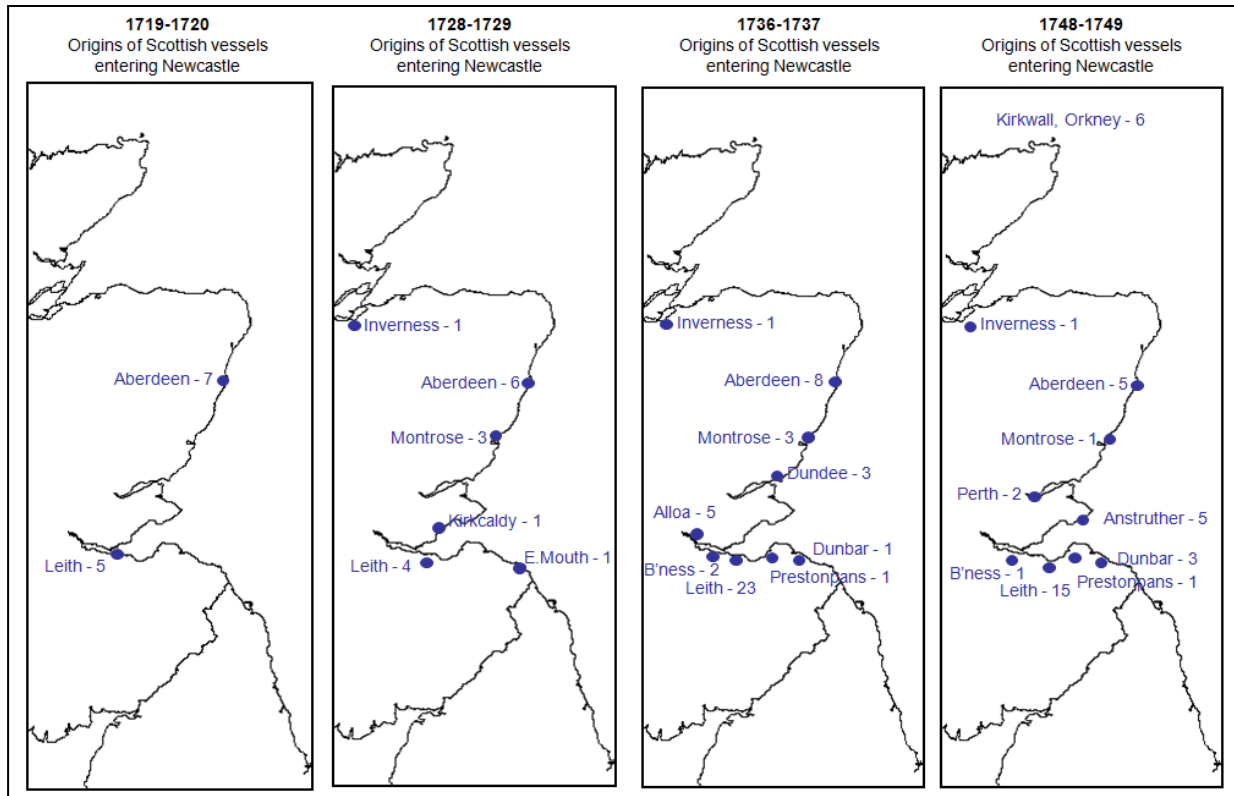 1719-1720
Origins of Scottish vessels
entering Newcastle
Aberdeen - 7
Leith - 5
1728-1729
Origins of Scottish vessels
entering Newcastle
Inverness - 1
Aberdeen - 6
Montrose - 3
Kirkcaldy - 1
Leith - 4
E.Mouth - 1
1736-1737
Origins of Scottish vessels
entering Newcastle
Inverness - 1
Aberdeen - 8
Montrose - 3
Dundee - 3
Alloa - 5
Dunbar - 1
B'ness - 2
Prestonpans - 1
Leith - 23
1748-1749
Origins of Scottish vessels
entering Newcastle
Kirkwall, Orkney - 6
Inverness - 1
Aberdeen - 5
Montrose - 1
Perth - 2
Anstruther - 5
Dunbar - 3
B'ness - 1
Prestonpans - 1
Leith - 15